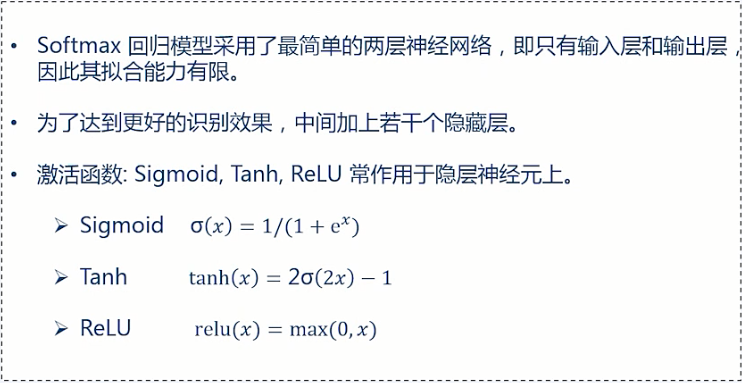 • Softmax 回归模型采用了最简单的两层神经网络，即只有输入层和输出层，
因此其拟合能力有限。
• 为了达到更好的识别效果，中间加上若干个隐藏层。
• 激活函数: Sigmoid, Tanh, ReLU 常作用于隐层神经元上。
➢ Sigmoid σ(x) = 1/(1 + eˣ)
➢ Tanh tanh(x) = 2σ(2x) − 1
➢ ReLU relu(x) = max(0, x)